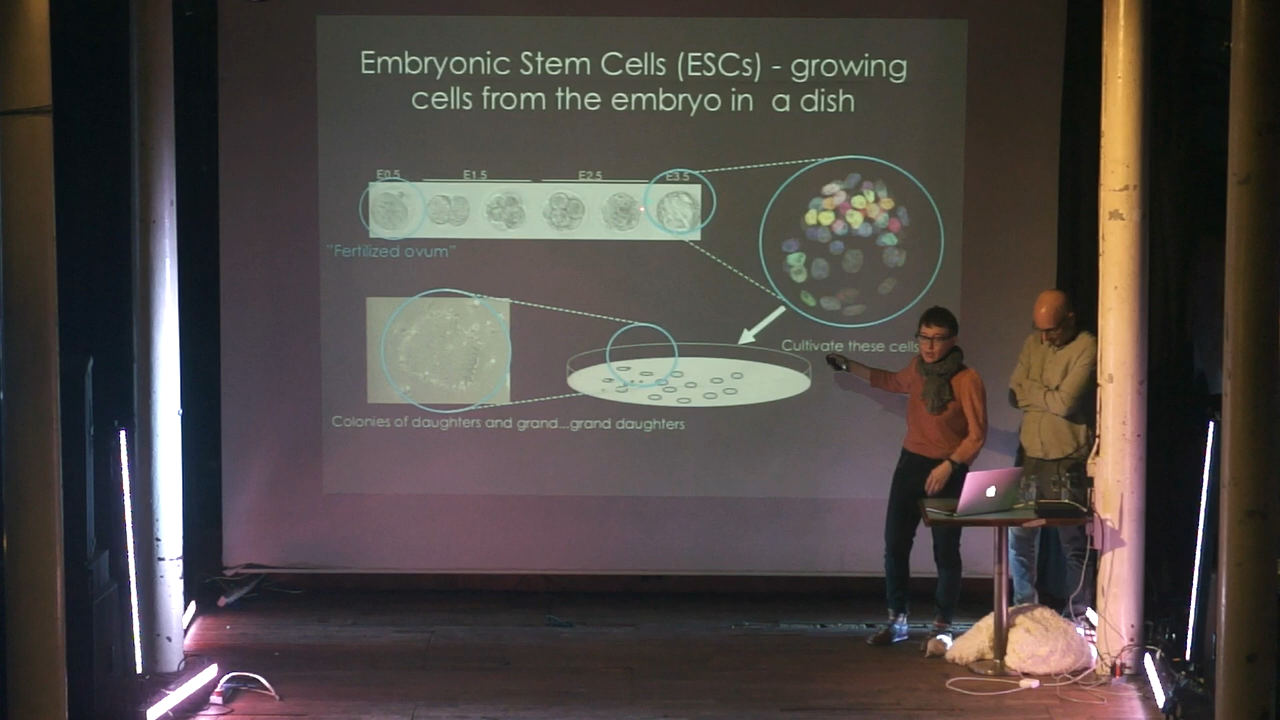 Embryonic Stem Cells (ESCs) - growing
cells from the embryo in a dish
E0.5 E1.5 E2.5 E3.5
"Fertilized ovum"
Cultivate these cells
Colonies of daughters and grand...grand daughters